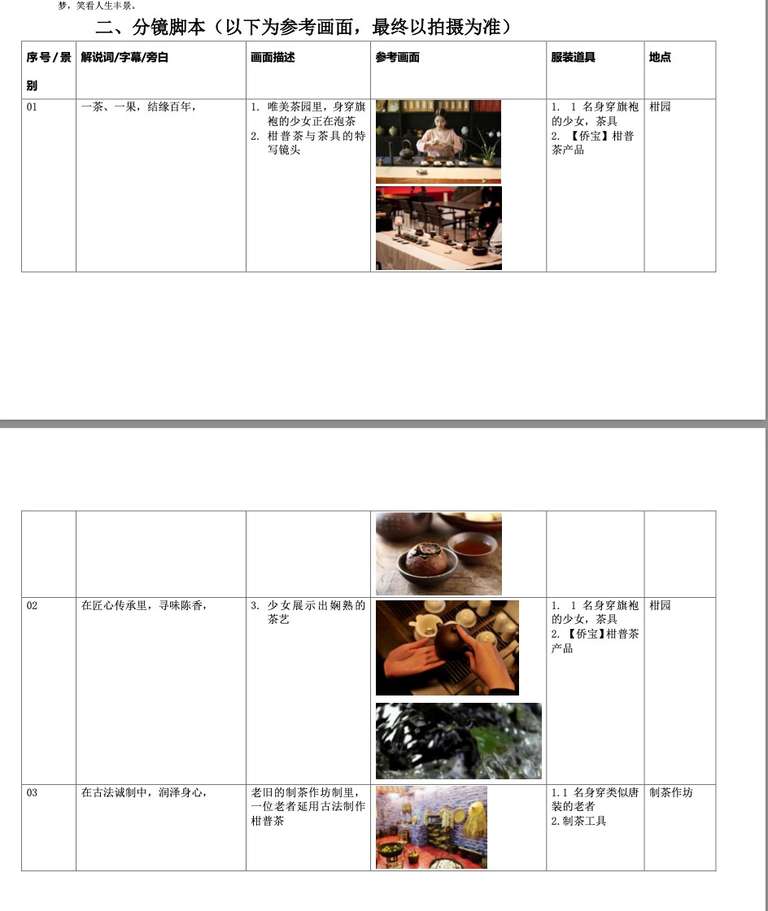 梦，笑看人生丰景。
二、分镜脚本（以下为参考画面，最终以拍摄为准）
序号/景别 解说词/字幕/旁白 画面描述 参考画面 服装道具 地点
01
一茶、一果，结缘百年，
1. 唯美茶园里，身穿旗
袍的少女正在泡茶
2. 柑普茶与茶具的特
写镜头
1. 1 名身穿旗袍
的少女，茶具
2. 【侨宝】柑普
茶产品
柑园
02
在匠心传承里，寻味陈香，
3. 少女展示出娴熟的
茶艺
1. 1 名身穿旗袍
的少女，茶具
2.【侨宝】柑普茶
产品
柑园
03
在古法诚制中，润泽身心，
老旧的制茶作坊制里，
一位老者延用古法制作
柑普茶
1.1 名身穿类似唐
装的老者
2.制茶工具
制茶作坊